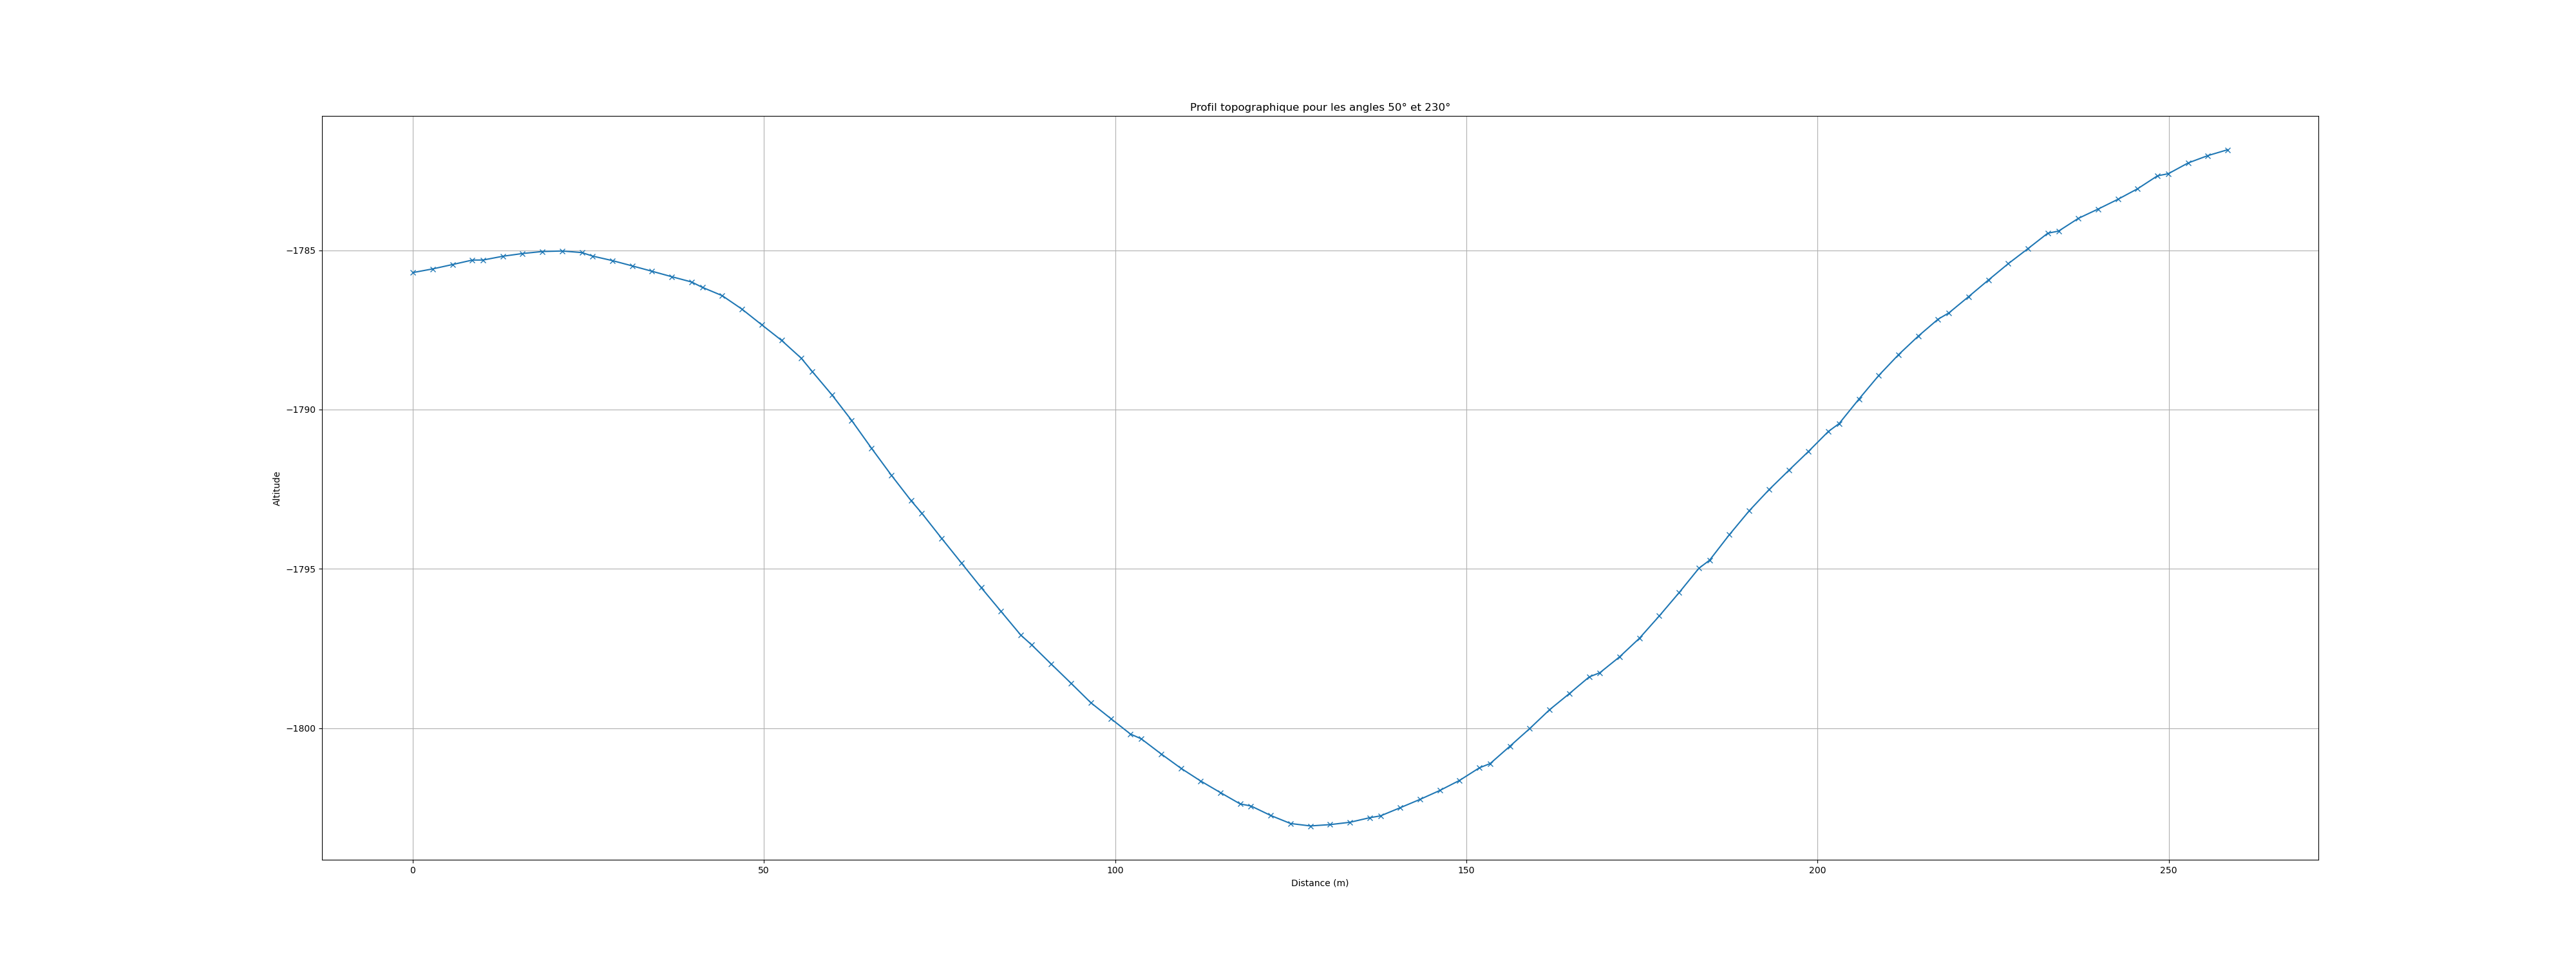 Profil topographique pour les angles 50° et 230°
−1785
−1790
−1795
−1800
Altitude
0 50 100 150 200 250
Distance (m)